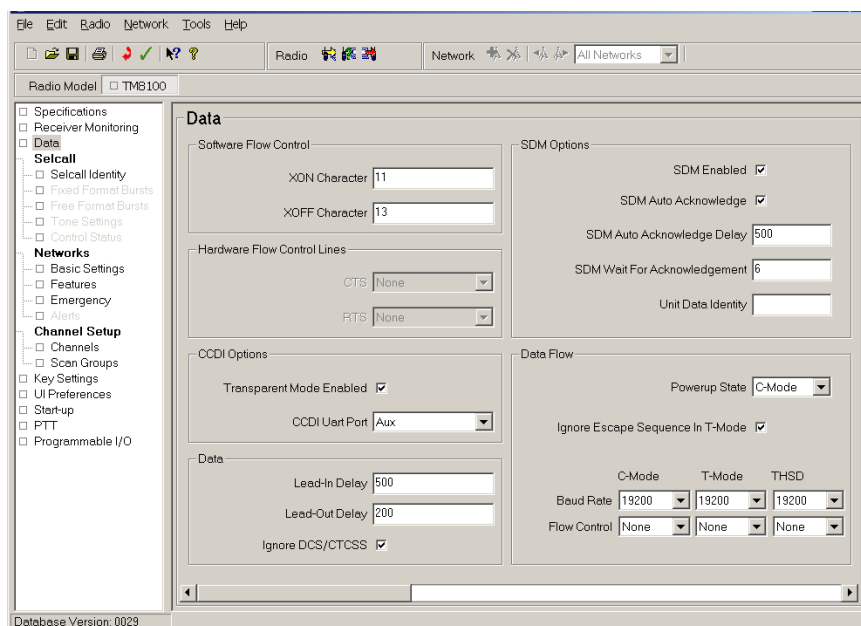 File Edit Radio Network Tools Help
Radio Network All Networks
Radio Model TM8100
Specifications
Receiver Monitoring
Data
Selcall
Selcall Identity
Fixed Format Bursts
Free Format Bursts
Tone Settings
Control Status
Networks
Basic Settings
Features
Emergency
Alerts
Channel Setup
Channels
Scan Groups
Key Settings
UI Preferences
Start-up
PTT
Programmable I/O
Data
Software Flow Control
XON Character 11
XOFF Character 13
Hardware Flow Control Lines
CTS None
RTS None
CCDI Options
Transparent Mode Enabled
CCDI Uart Port Aux
Data
Lead-In Delay 500
Lead-Out Delay 200
Ignore DCS/CTCSS
SDM Options
SDM Enabled
SDM Auto Acknowledge
SDM Auto Acknowledge Delay 500
SDM Wait For Acknowledgement 6
Unit Data Identity
Data Flow
Powerup State C-Mode
Ignore Escape Sequence In T-Mode
C-Mode T-Mode THSD
Baud Rate 19200 19200 19200
Flow Control None None None
Database Version: 0029